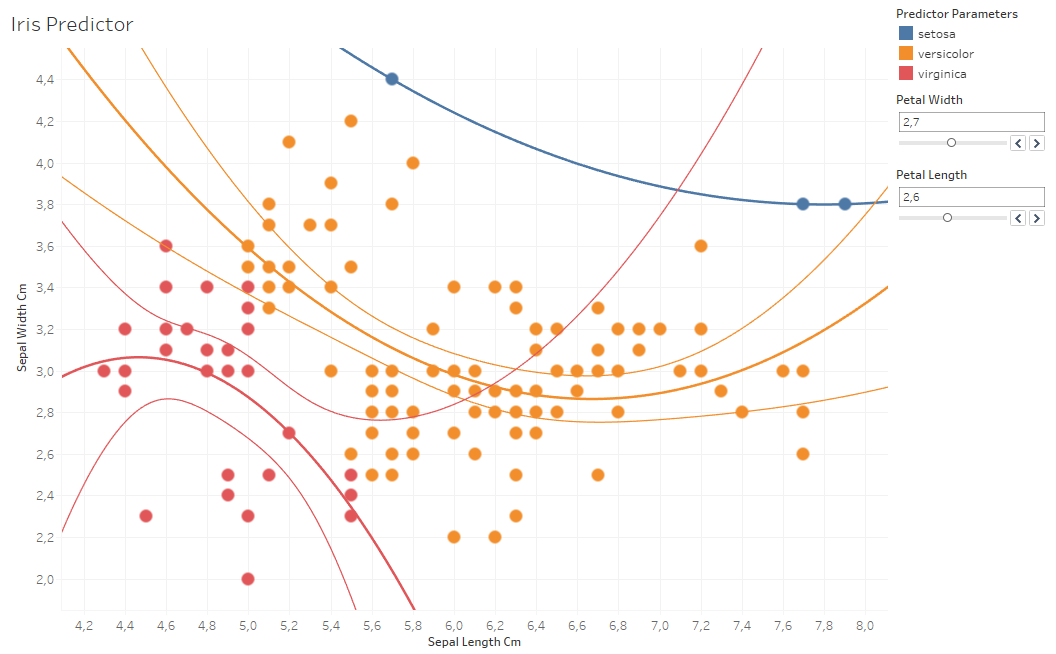 Iris Predictor
Predictor Parameters
setosa
versicolor
virginica
Petal Width
2,7
Petal Length
2,6
Sepal Width Cm
4,4
4,2
4,0
3,8
3,6
3,4
3,2
3,0
2,8
2,6
2,4
2,2
2,0
4,2 4,4 4,6 4,8 5,0 5,2 5,4 5,6 5,8 6,0 6,2 6,4 6,6 6,8 7,0 7,2 7,4 7,6 7,8 8,0
Sepal Length Cm